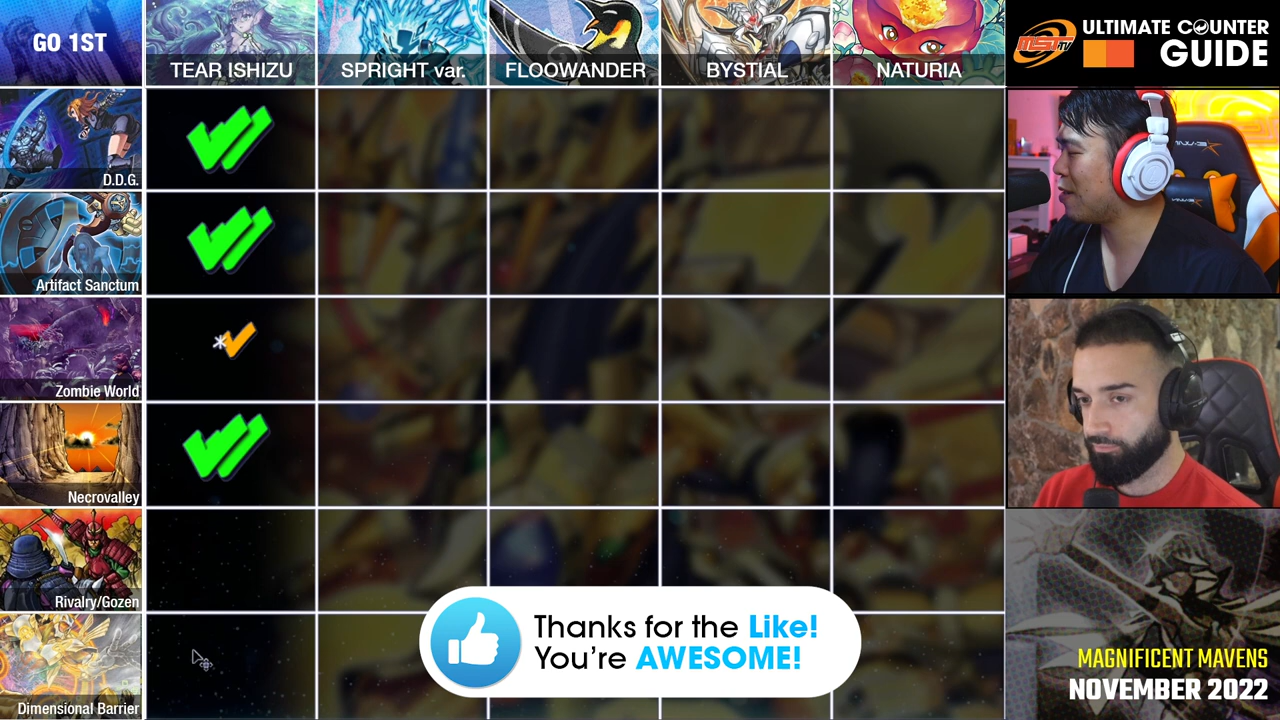 GO 1ST
TEAR ISHIZU
SPRIGHT var.
FLOOWANDER
BYSTIAL
NATURIA
MSTTV
ULTIMATE COUNTER
GUIDE
D.D.G.
Artifact Sanctum
*
Zombie World
Necrovalley
Rivalry/Gozen
Dimensional Barrier
Thanks for the Like!
You're AWESOME!
MAGNIFICENT MAVENS
NOVEMBER 2022